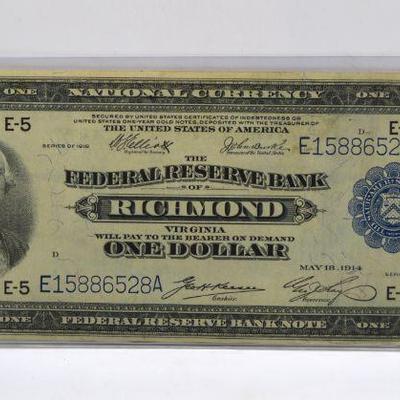 ONE NATIONAL CURRENCY ONE
SECURED BY UNITED STATES CERTIFICATES OF INDEBTEDNESS OR
UNITED STATES ONE-YEAR GOLD NOTES, DEPOSITED WITH THE TREASURER OF
THE UNITED STATES OF AMERICA
E-5
D
E-
SERIES OF 1918
E1588652
THE
FEDERAL RESERVE BANK
OF
RICHMOND
VIRGINIA
WILL PAY TO THE BEARER ON DEMAND
ONE DOLLAR
D
MAY 18, 1914
E-5
E15886528A
Cashier.
Governor.
E-
ONE FEDERAL RESERVE BANK NOTE ONE